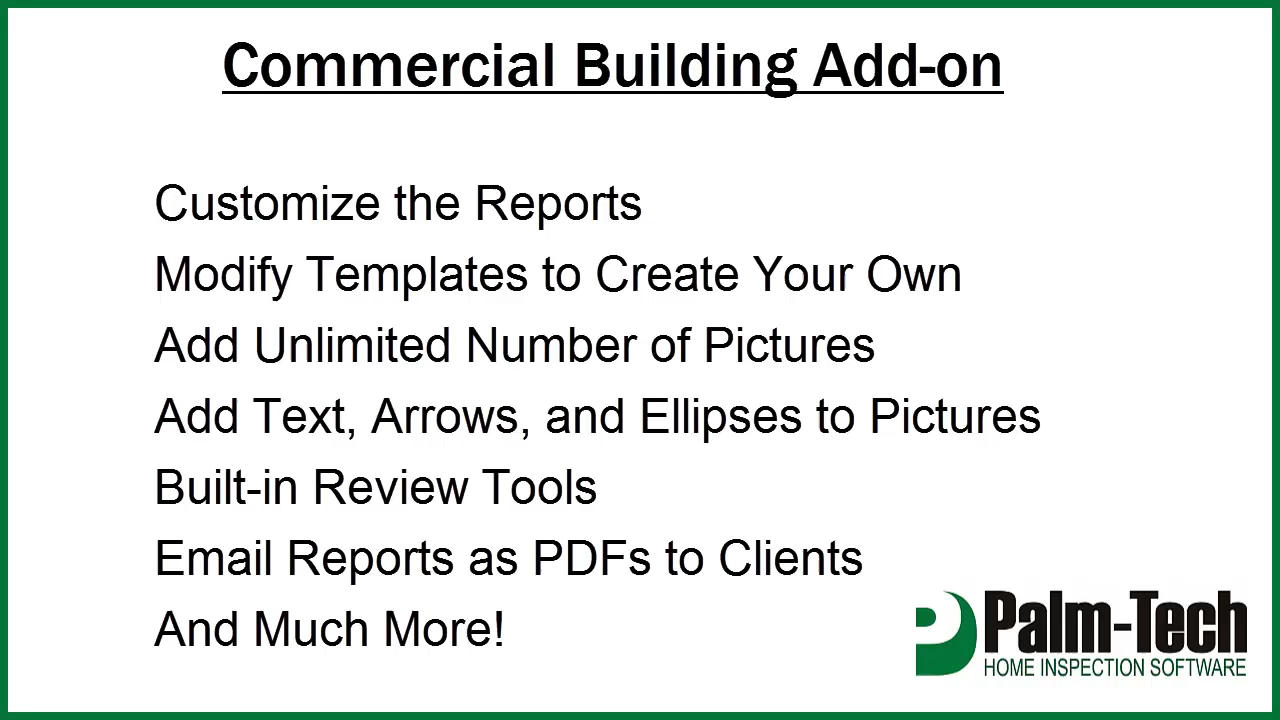 Commercial Building Add-on
Customize the Reports
Modify Templates to Create Your Own
Add Unlimited Number of Pictures
Add Text, Arrows, and Ellipses to Pictures
Built-in Review Tools
Email Reports as PDFs to Clients
And Much More!
Palm-Tech
HOME INSPECTION SOFTWARE